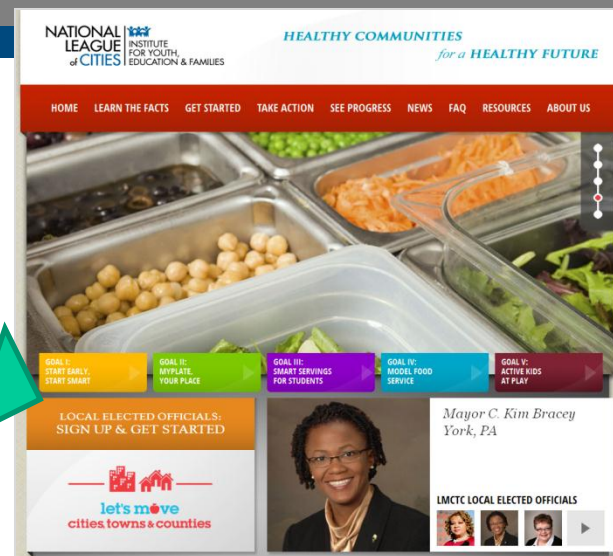 NATIONAL
LEAGUE
of CITIES
INSTITUTE
FOR YOUTH,
EDUCATION & FAMILIES
HEALTHY COMMUNITIES
for a HEALTHY FUTURE
HOME LEARN THE FACTS GET STARTED TAKE ACTION SEE PROGRESS NEWS FAQ RESOURCES ABOUT US
GOAL I:
START EARLY,
START SMART
GOAL II:
MYPLATE,
YOUR PLACE
GOAL III:
SMART SERVINGS
FOR STUDENTS
GOAL IV:
MODEL FOOD
SERVICE
GOAL V:
ACTIVE KIDS
AT PLAY
LOCAL ELECTED OFFICIALS:
SIGN UP & GET STARTED
let's move
cities, towns & counties
Mayor C. Kim Bracey
York, PA
LMCTC LOCAL ELECTED OFFICIALS